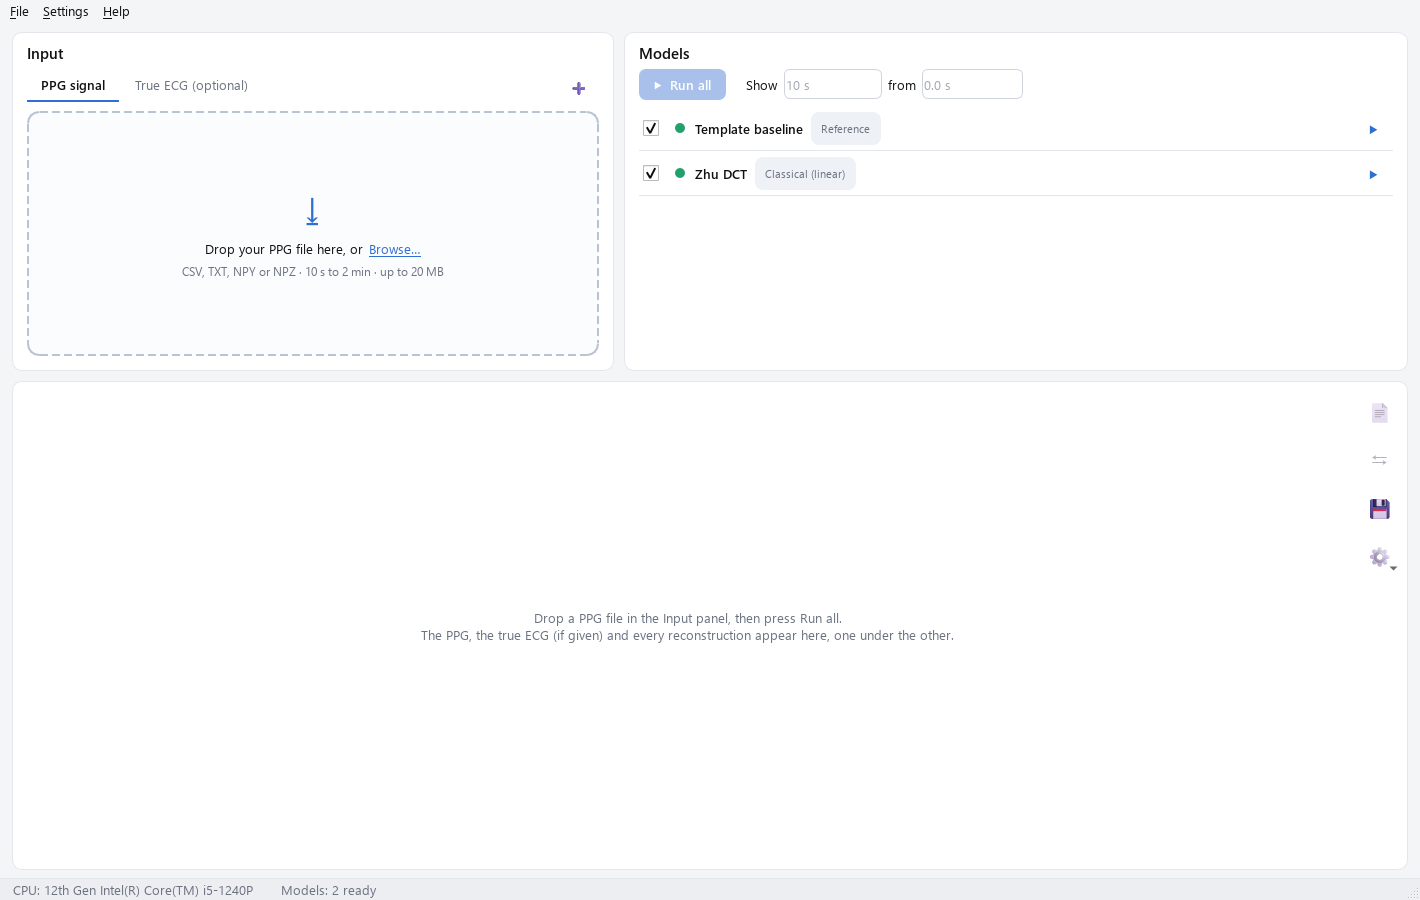 File Settings Help
Input
PPG signal True ECG (optional)
Drop your PPG file here, or Browse...
CSV, TXT, NPY or NPZ · 10 s to 2 min · up to 20 MB
Models
Run all Show 10 s from 0.0 s
Template baseline Reference
Zhu DCT Classical (linear)
Drop a PPG file in the Input panel, then press Run all.
The PPG, the true ECG (if given) and every reconstruction appear here, one under the other.
CPU: 12th Gen Intel(R) Core(TM) i5-1240P Models: 2 ready